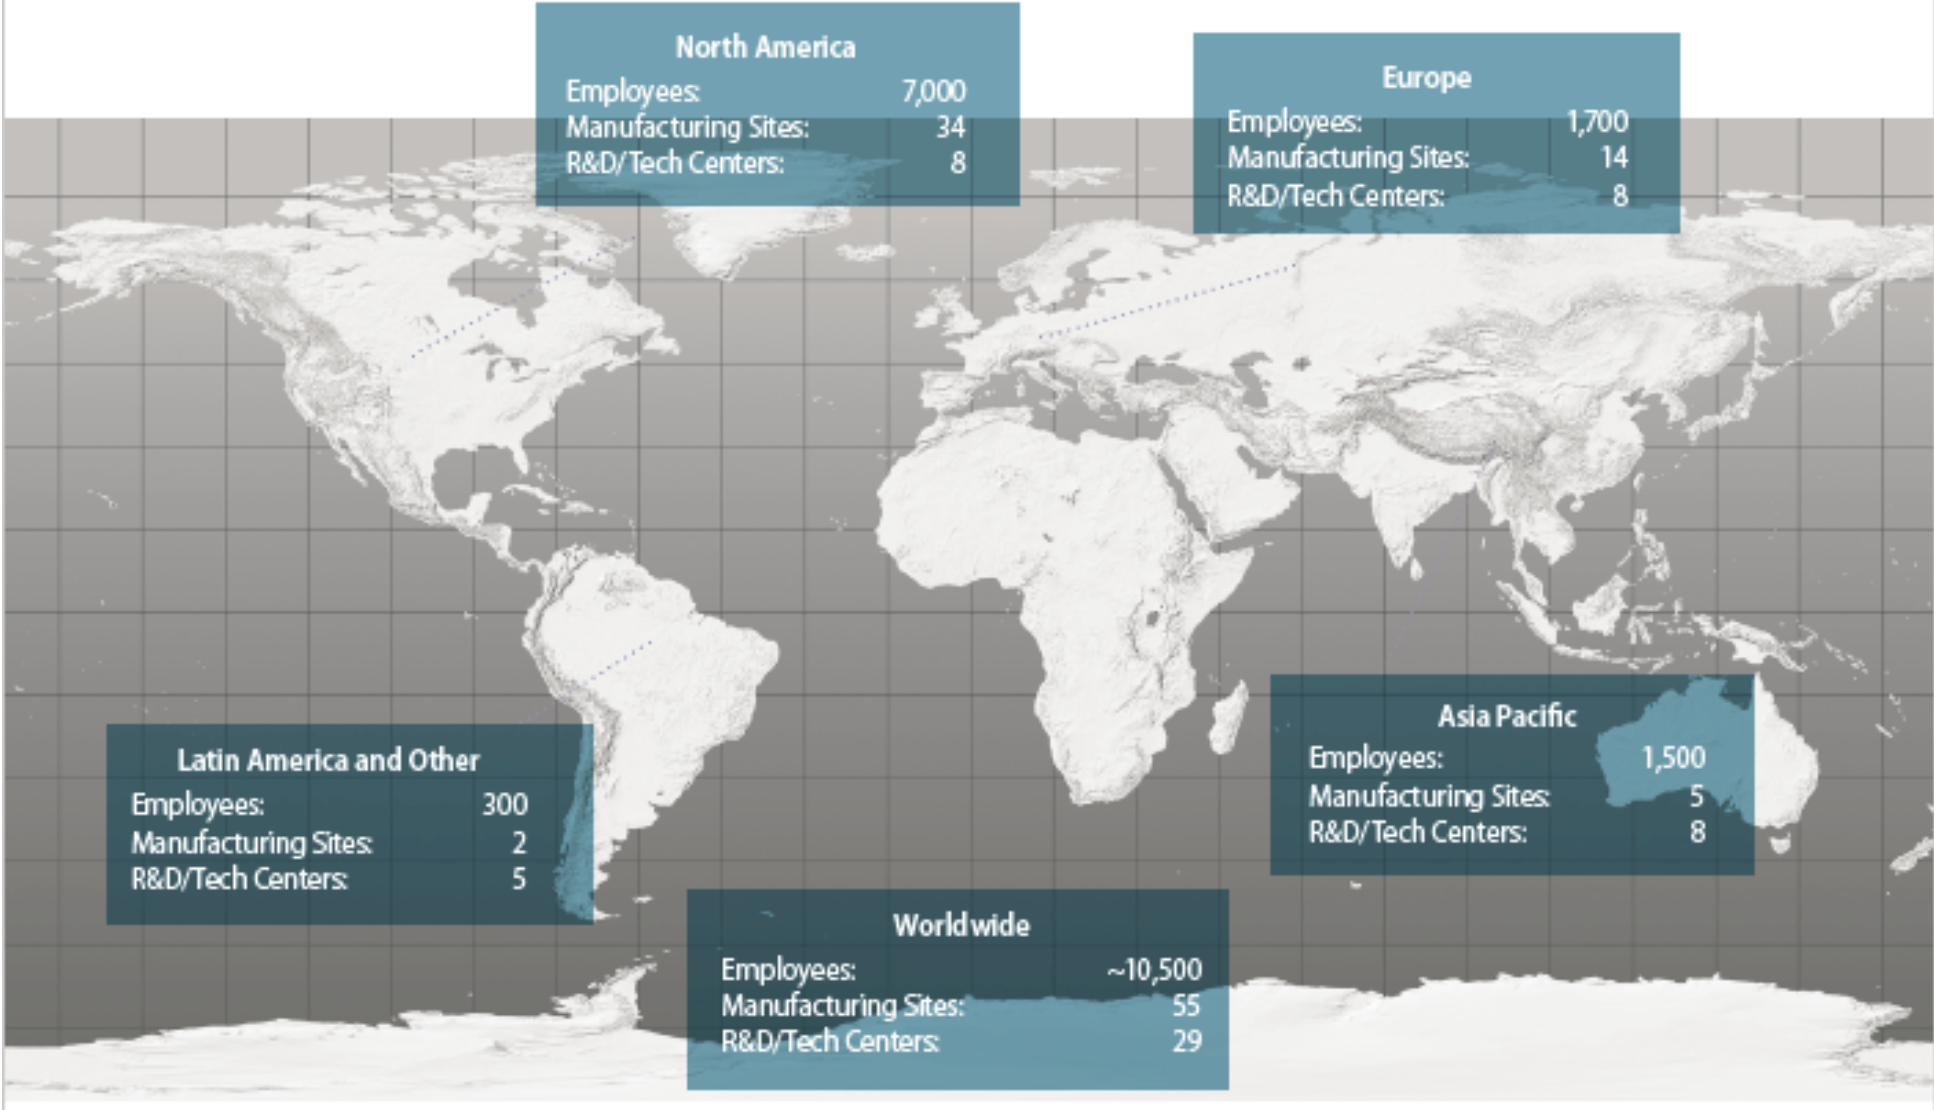 North America
Employees: 7,000
Manufacturing Sites: 34
R&D/Tech Centers: 8
Europe
Employees: 1,700
Manufacturing Sites: 14
R&D/Tech Centers: 8
Latin America and Other
Employees: 300
Manufacturing Sites: 2
R&D/Tech Centers: 5
Asia Pacific
Employees: 1,500
Manufacturing Sites: 5
R&D/Tech Centers: 8
Worldwide
Employees: ~10,500
Manufacturing Sites: 55
R&D/Tech Centers: 29